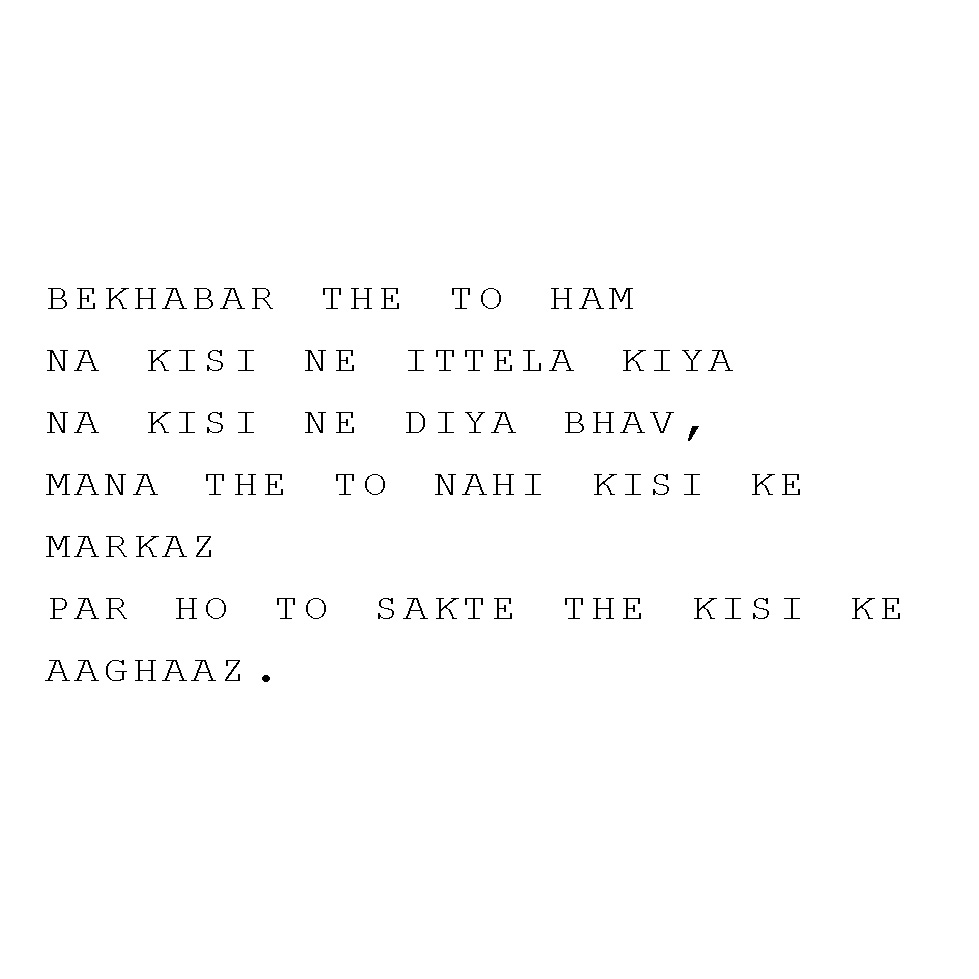 BEKHABAR THE TO HAM
NA KISI NE ITTELA KIYA
NA KISI NE DIYA BHAV,
MANA THE TO NAHI KISI KE
MARKAZ
PAR HO TO SAKTE THE KISI KE
AAGHAAZ.